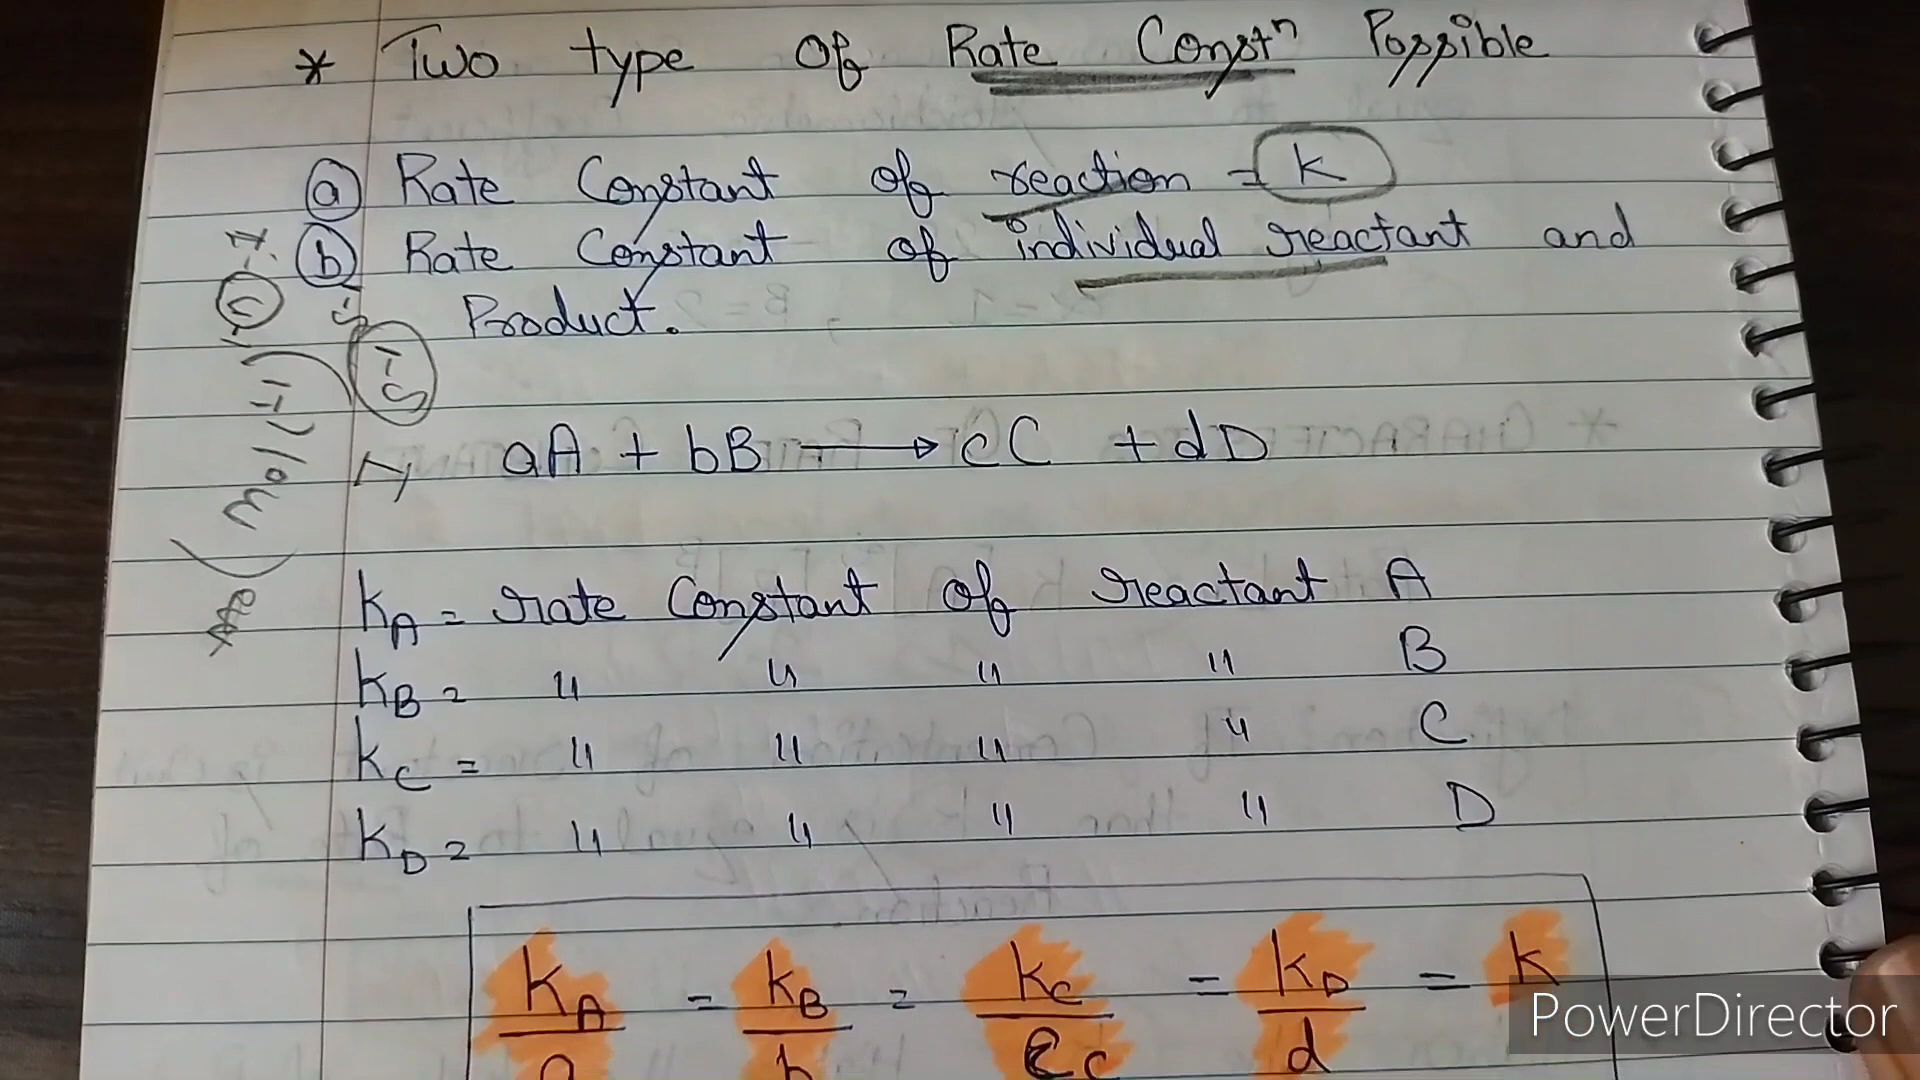 * Two type of Rate Constⁿ Possible
(a) Rate Constant of reaction = k
(b) Rate Constant of individual reactant and
Product.
aA + bB → cC + dD
kA = rate Constant of reactant A
kB = " " " " B
kC = " " " " C
kD = " " " " D
kA/a = kB/b = kC/c = kD/d = k
PowerDirector